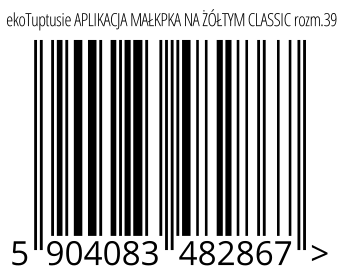 ekoTuptusie APLIKACJA MAŁKPKA NA ŻÓŁTYM CLASSIC rozm.39
5 904083 482867 >